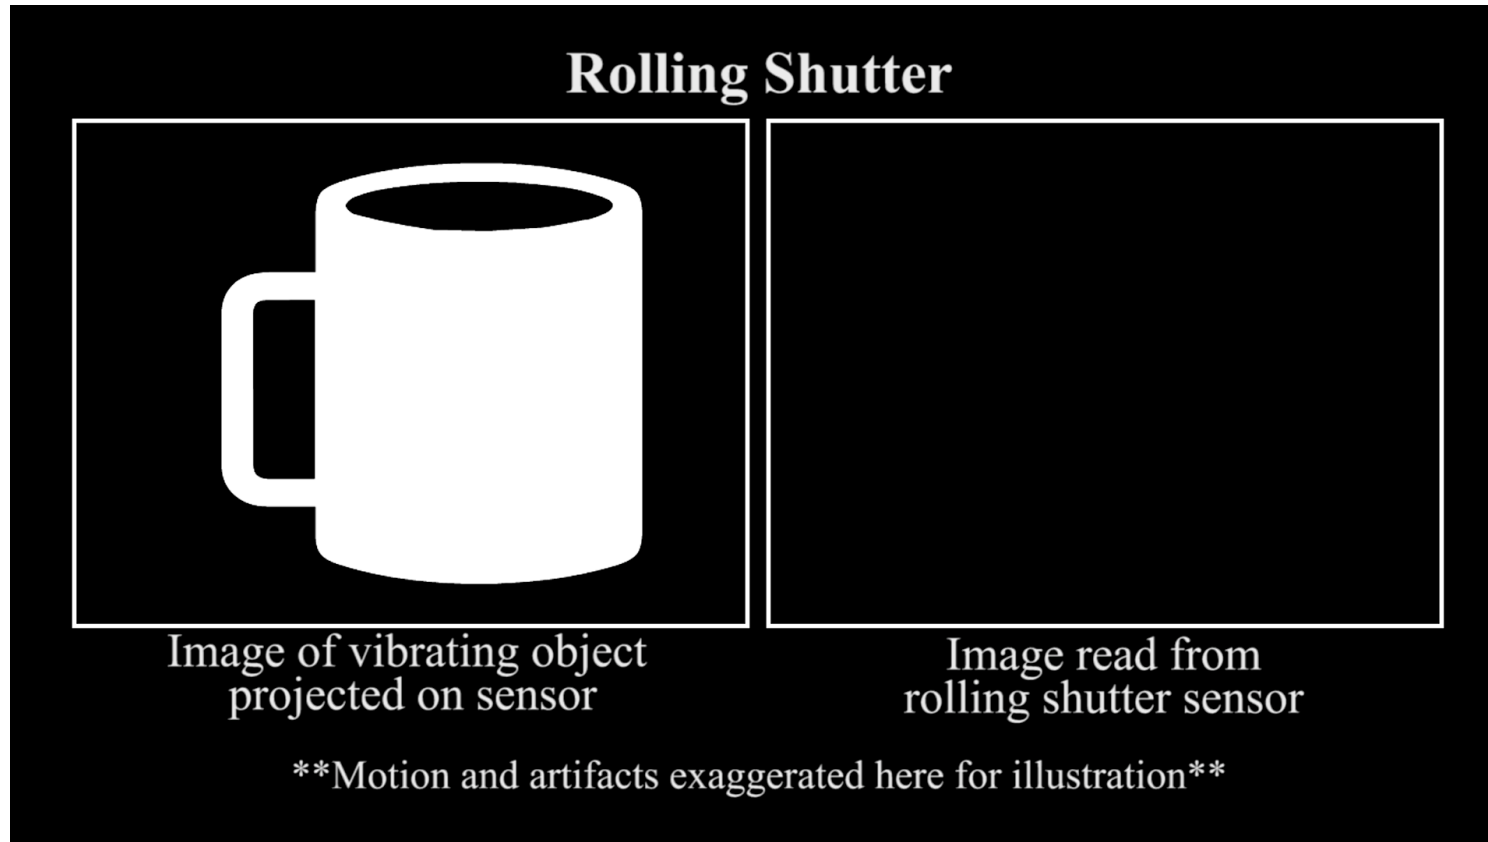 Rolling Shutter
Image of vibrating object
projected on sensor
Image read from
rolling shutter sensor
**Motion and artifacts exaggerated here for illustration**